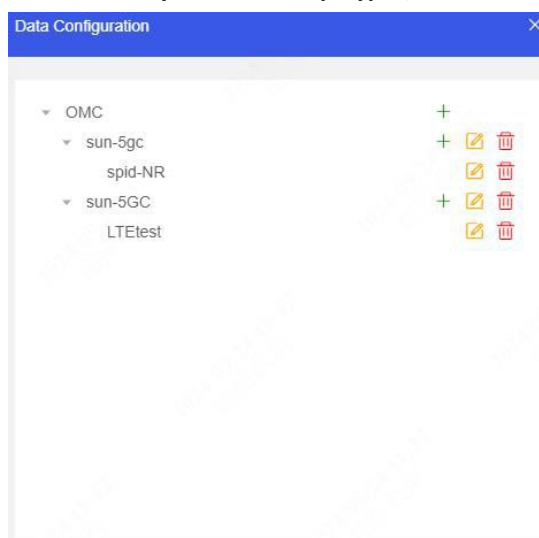 Data Configuration
OMC
sun-5gc
spid-NR
sun-5GC
LTEtest